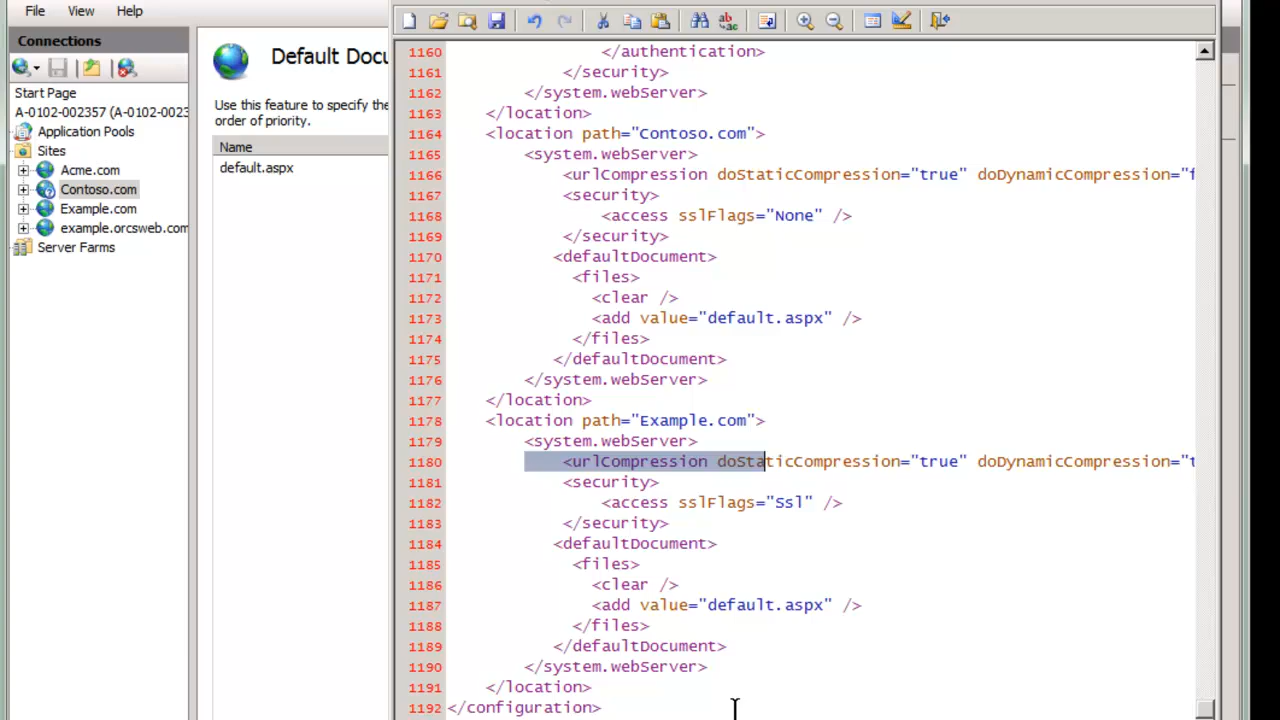 File View Help
Connections
Start Page
A-0102-002357 (A-0102-0023
Application Pools
Sites
Acme.com
Contoso.com
Example.com
example.orcsweb.com
Server Farms
Default Docu
Use this feature to specify the
order of priority.
Name
default.aspx
1160 </authentication>
1161 </security>
1162 </system.webServer>
1163 </location>
1164 <location path="Contoso.com">
1165 <system.webServer>
1166 <urlCompression doStaticCompression="true" doDynamicCompression="f
1167 <security>
1168 <access sslFlags="None" />
1169 </security>
1170 <defaultDocument>
1171 <files>
1172 <clear />
1173 <add value="default.aspx" />
1174 </files>
1175 </defaultDocument>
1176 </system.webServer>
1177 </location>
1178 <location path="Example.com">
1179 <system.webServer>
1180 <urlCompression doStaticCompression="true" doDynamicCompression="t
1181 <security>
1182 <access sslFlags="Ssl" />
1183 </security>
1184 <defaultDocument>
1185 <files>
1186 <clear />
1187 <add value="default.aspx" />
1188 </files>
1189 </defaultDocument>
1190 </system.webServer>
1191 </location>
1192 </configuration>